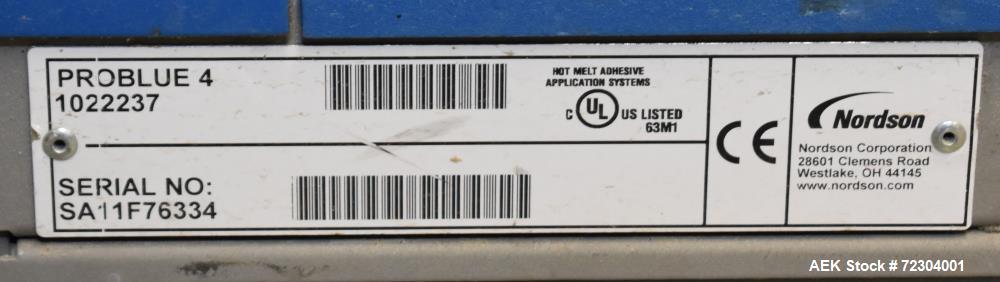 PROBLUE 4
1022237
HOT MELT ADHESIVE
APPLICATION SYSTEMS
C UL US LISTED
63M1
SERIAL NO:
SA11F76334
CE
Nordson
Nordson Corporation
28601 Clemens Road
Westlake, OH 44145
www.nordson.com
AEK Stock # 72304001